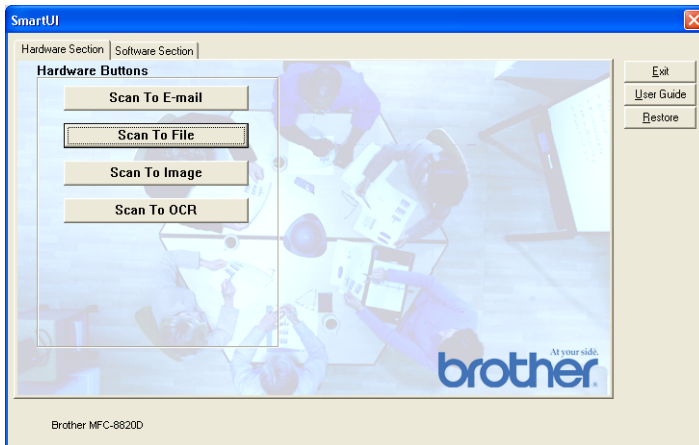 SmartUI
Hardware Section
Software Section
Hardware Buttons
Scan To E-mail
Scan To File
Scan To Image
Scan To OCR
Exit
User Guide
Restore
At your side.
brother
Brother MFC-8820D